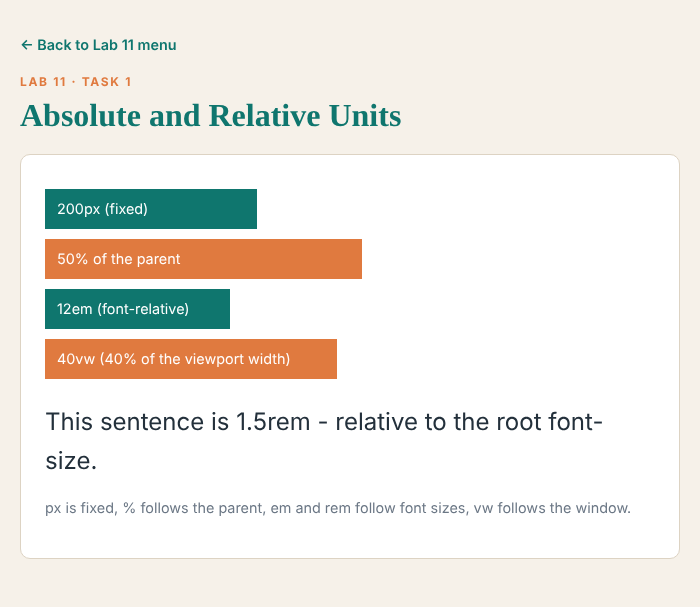 ← Back to Lab 11 menu
LAB 11 · TASK 1
Absolute and Relative Units
200px (fixed)
50% of the parent
12em (font-relative)
40vw (40% of the viewport width)
This sentence is 1.5rem - relative to the root font-
size.
px is fixed, % follows the parent, em and rem follow font sizes, vw follows the window.